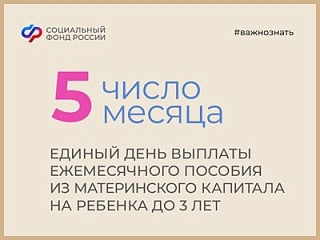 СОЦИАЛЬНЫЙ
ФОНД РОССИИ
#важнознать
5 число
месяца
ЕДИНЫЙ ДЕНЬ ВЫПЛАТЫ
ЕЖЕМЕСЯЧНОГО ПОСОБИЯ
ИЗ МАТЕРИНСКОГО КАПИТАЛА
НА РЕБЕНКА ДО 3 ЛЕТ